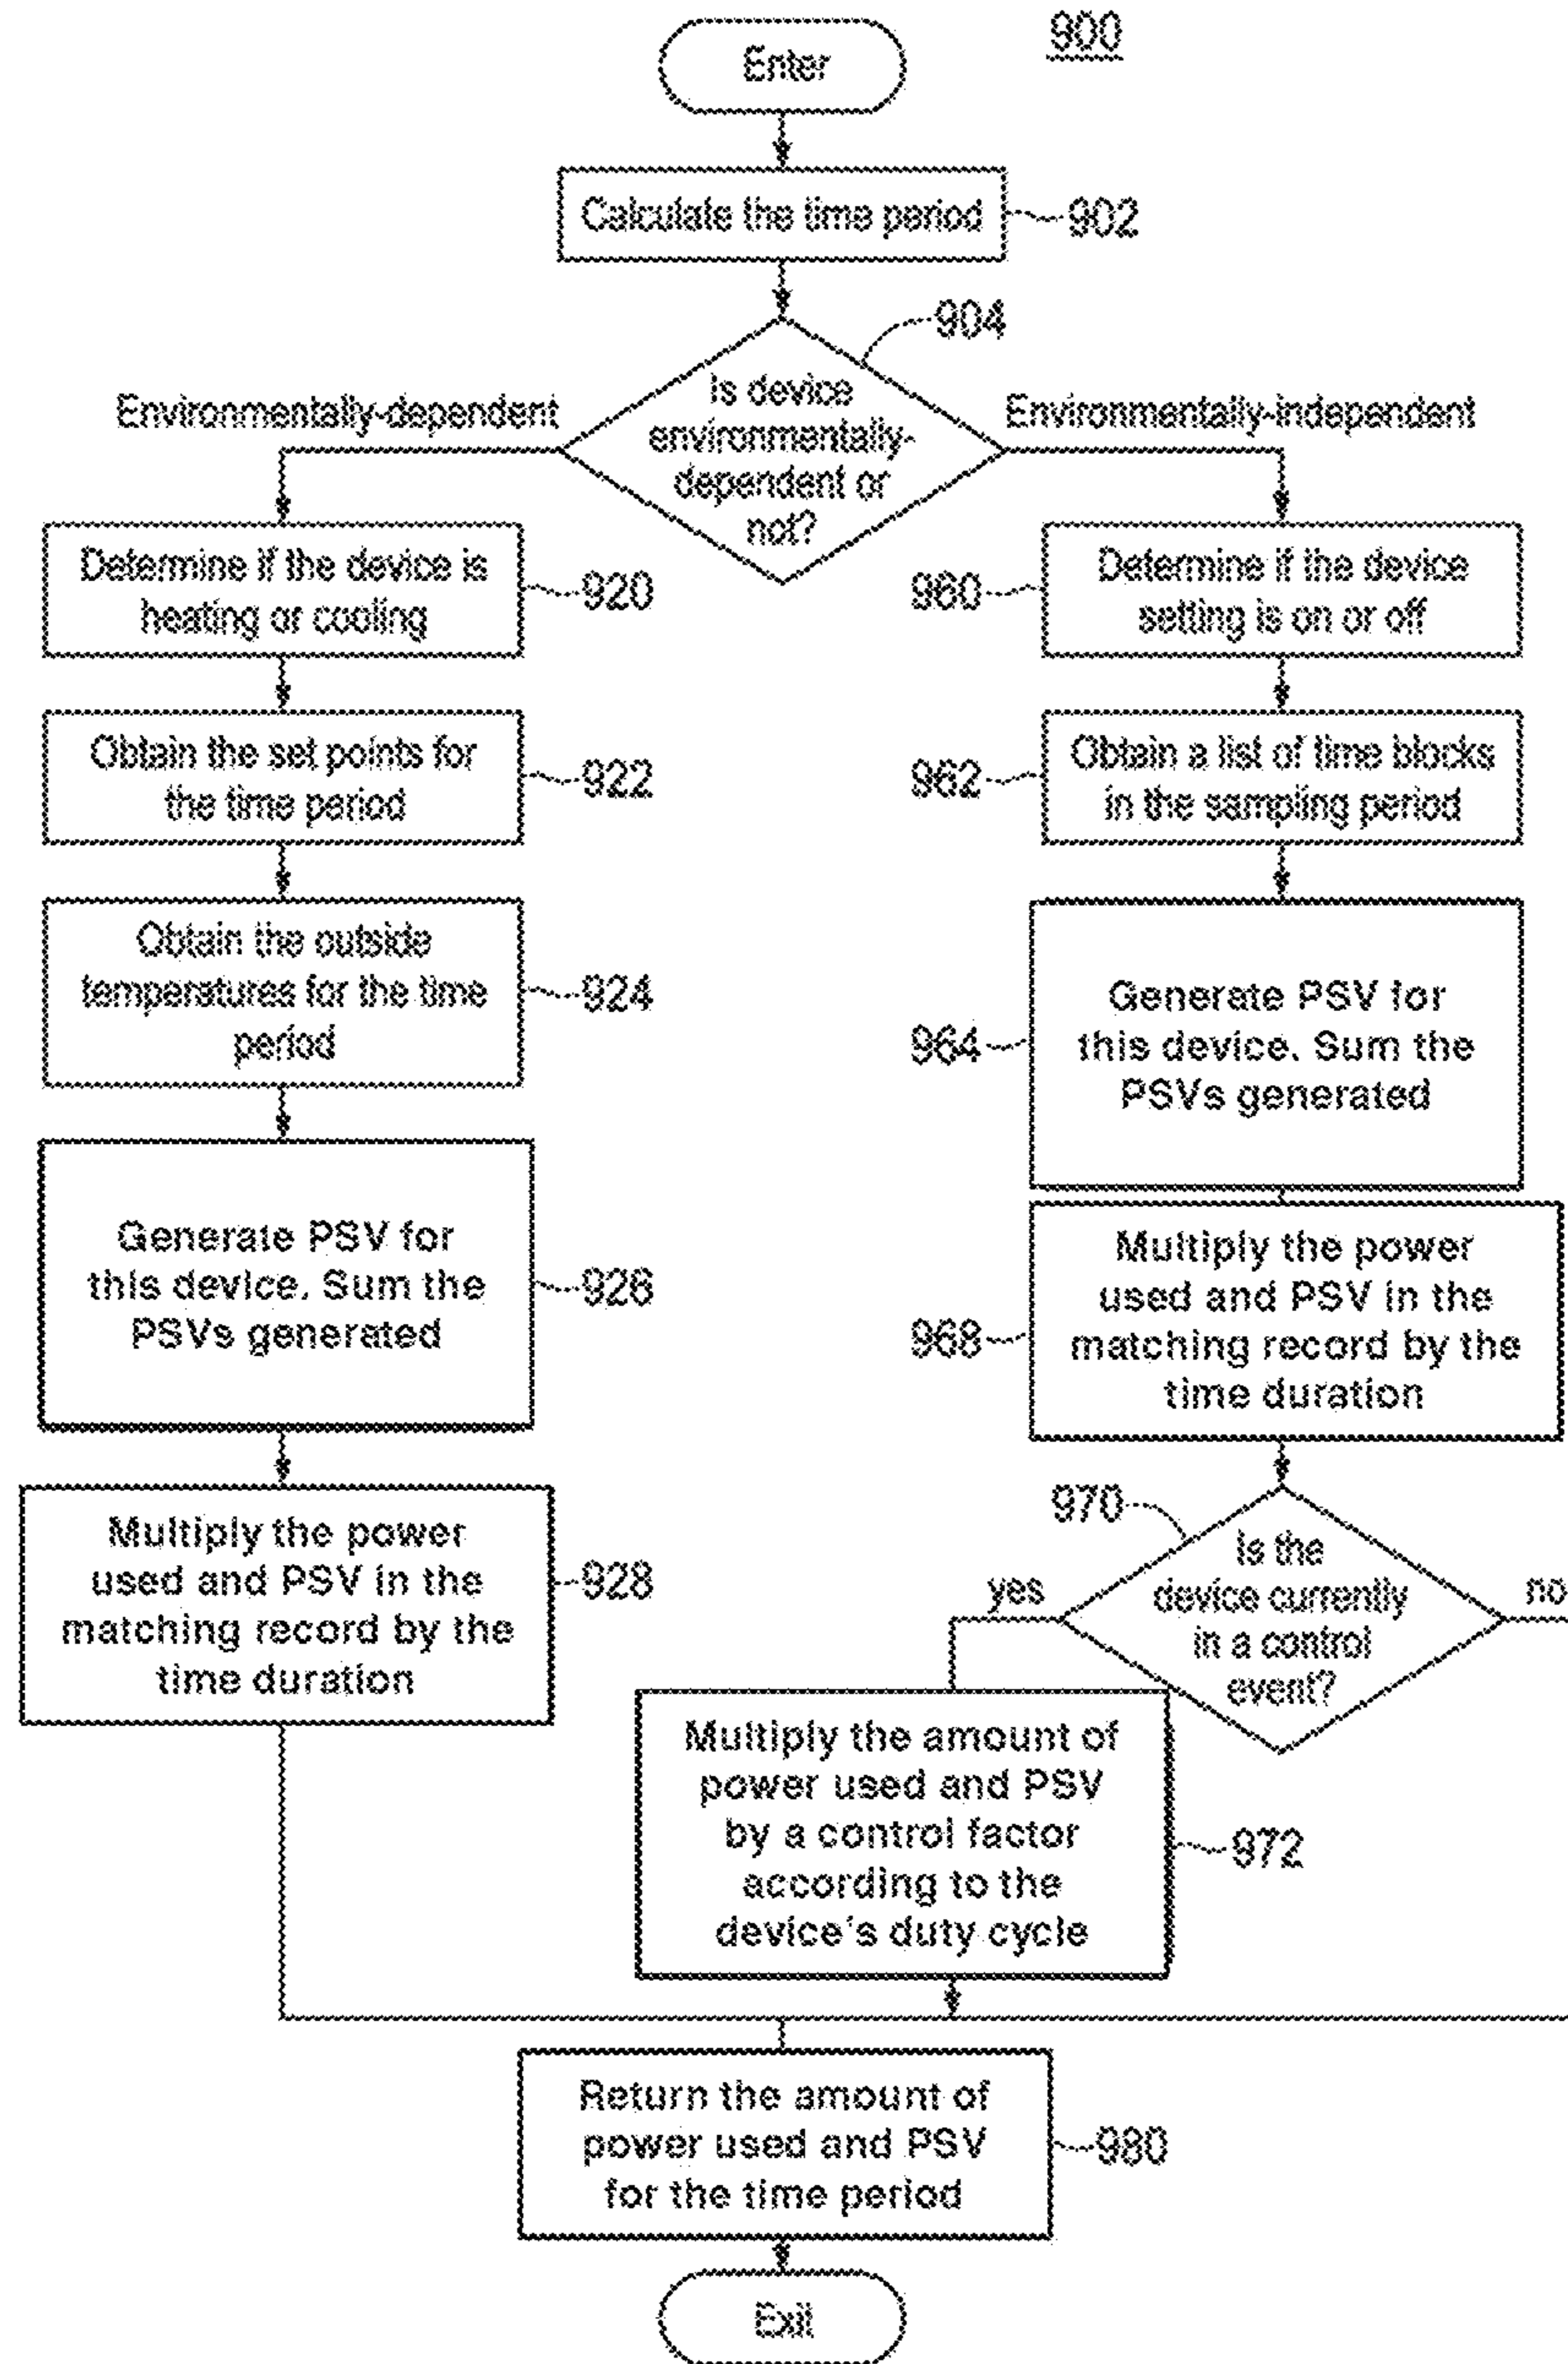 900
Enter
Calculate the time period
902
904
Is device
environmentally-
dependent or
not?
Environmentally-dependent
Environmentally-independent
Determine if the device is
heating or cooling
920
Obtain the set points for
the time period
922
Obtain the outside
temperatures for the time
period
924
Generate PSV for
this device. Sum the
PSVs generated
926
Multiply the power
used and PSV in the
matching record by the
time duration
928
960
Determine if the device
setting is on or off
962
Obtain a list of time blocks
in the sampling period
964
Generate PSV for
this device. Sum the
PSVs generated
968
Multiply the power
used and PSV in the
matching record by the
time duration
970
Is the
device currently
in a control
event?
yes
no
Multiply the amount of
power used and PSV
by a control factor
according to the
device's duty cycle
972
Return the amount of
power used and PSV
for the time period
980
Exit